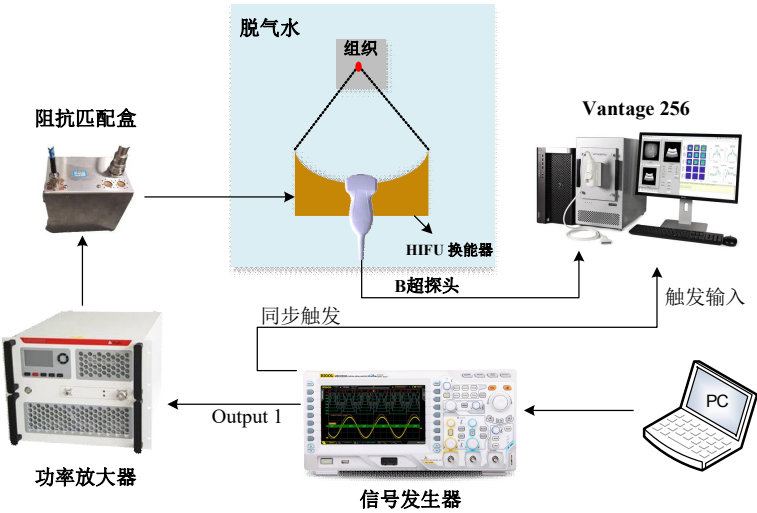 脱气水
组织
阻抗匹配盒
Vantage 256
HIFU 换能器
B超探头
触发输入
同步触发
PC
Output 1
功率放大器
信号发生器